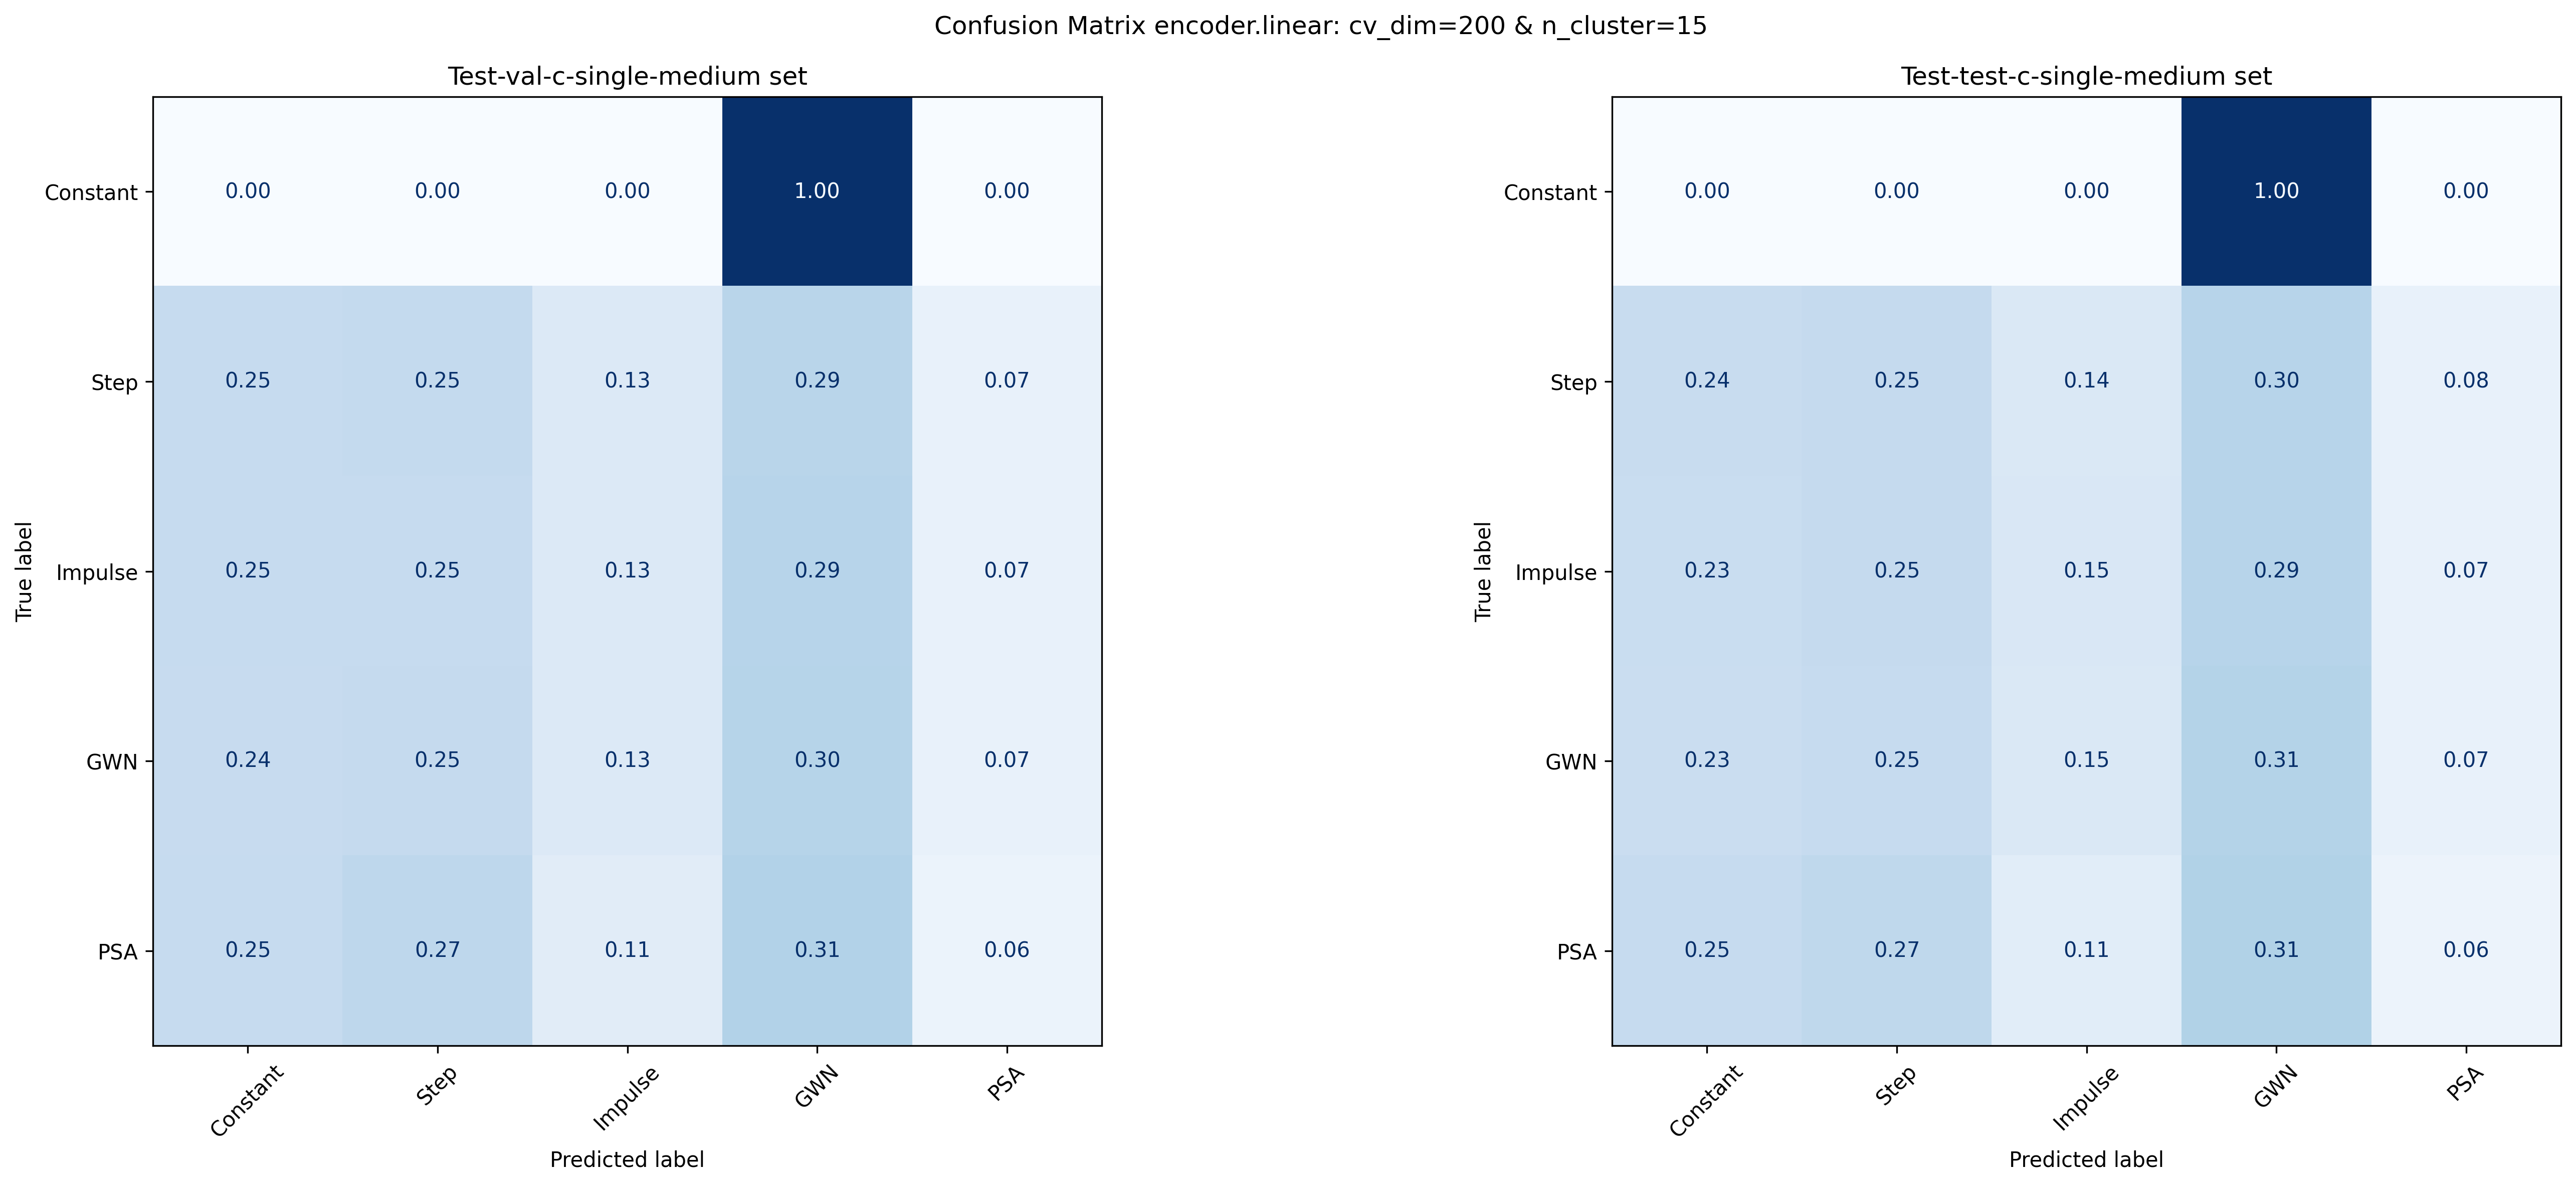 Confusion Matrix encoder.linear: cv_dim=200 & n_cluster=15
Test-val-c-single-medium set
True label
Constant 0.00 0.00 0.00 1.00 0.00
Step 0.25 0.25 0.13 0.29 0.07
Impulse 0.25 0.25 0.13 0.29 0.07
GWN 0.24 0.25 0.13 0.30 0.07
PSA 0.25 0.27 0.11 0.31 0.06
Constant Step Impulse GWN PSA
Predicted label
Test-test-c-single-medium set
True label
Constant 0.00 0.00 0.00 1.00 0.00
Step 0.24 0.25 0.14 0.30 0.08
Impulse 0.23 0.25 0.15 0.29 0.07
GWN 0.23 0.25 0.15 0.31 0.07
PSA 0.25 0.27 0.11 0.31 0.06
Constant Step Impulse GWN PSA
Predicted label